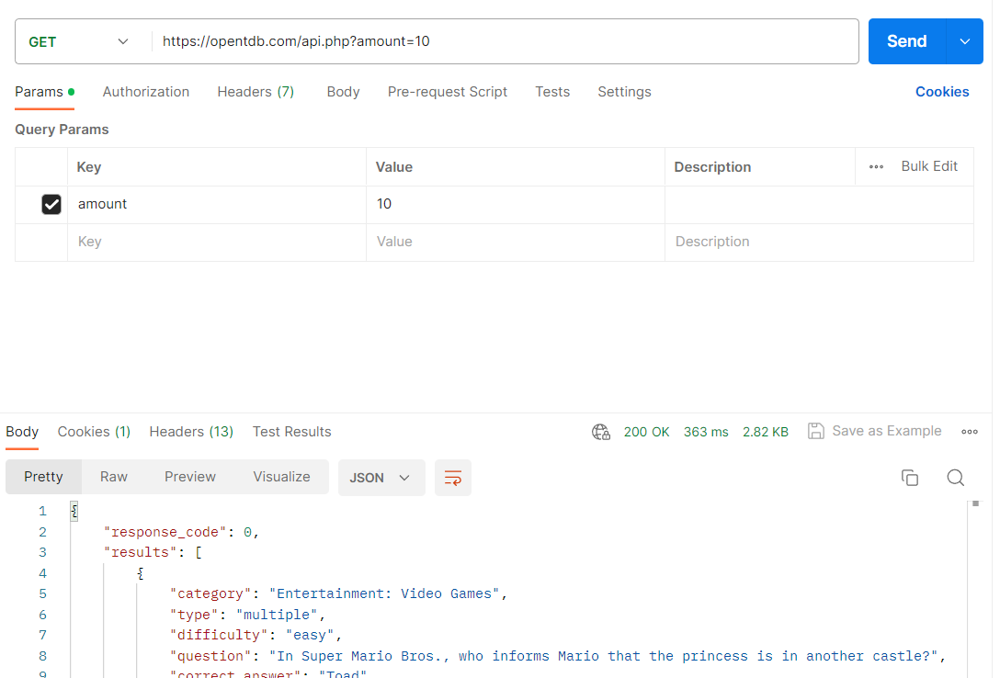 GET https://opentdb.com/api.php?amount=10 Send
Params Authorization Headers (7) Body Pre-request Script Tests Settings Cookies
Query Params
Key Value Description ••• Bulk Edit
amount 10
Key Value Description
Body Cookies (1) Headers (13) Test Results 200 OK 363 ms 2.82 KB Save as Example •••
Pretty Raw Preview Visualize JSON
1 {
2 "response_code": 0,
3 "results": [
4 {
5 "category": "Entertainment: Video Games",
6 "type": "multiple",
7 "difficulty": "easy",
8 "question": "In Super Mario Bros., who informs Mario that the princess is in another castle?",
9 "correct_answer": "Toad"